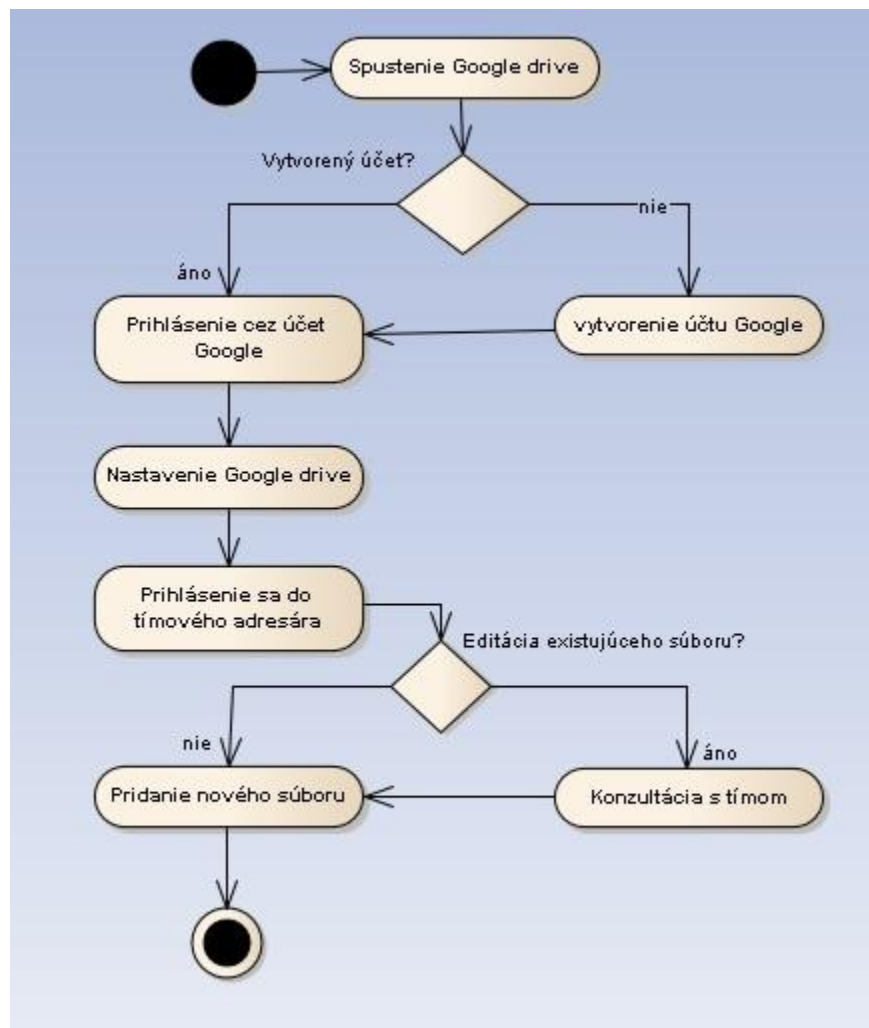 Spustenie Google drive
Vytvorený účet?
nie
áno
Prihlásenie cez účet
Google
vytvorenie účtu Google
Nastavenie Google drive
Prihlásenie sa do
tímového adresára
Editácia existujúceho súboru?
nie
áno
Pridanie nového súboru
Konzultácia s tímom